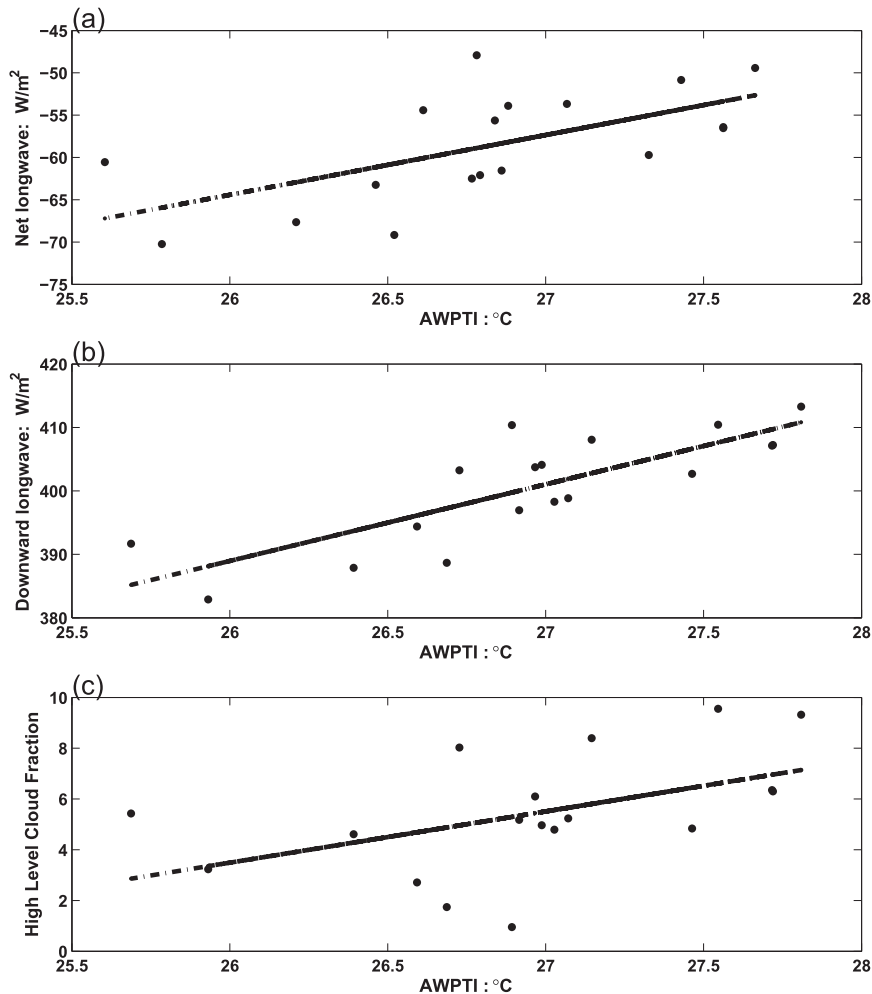 (a)
−45
−50
−55
−60
−65
−70
−75
Net longwave: W/m²
25.5 26 26.5 27 27.5 28
AWPTI : °C
(b)
420
410
400
390
380
Downward longwave: W/m²
25.5 26 26.5 27 27.5 28
AWPTI : °C
(c)
10
8
6
4
2
0
High Level Cloud Fraction
25.5 26 26.5 27 27.5 28
AWPTI : °C